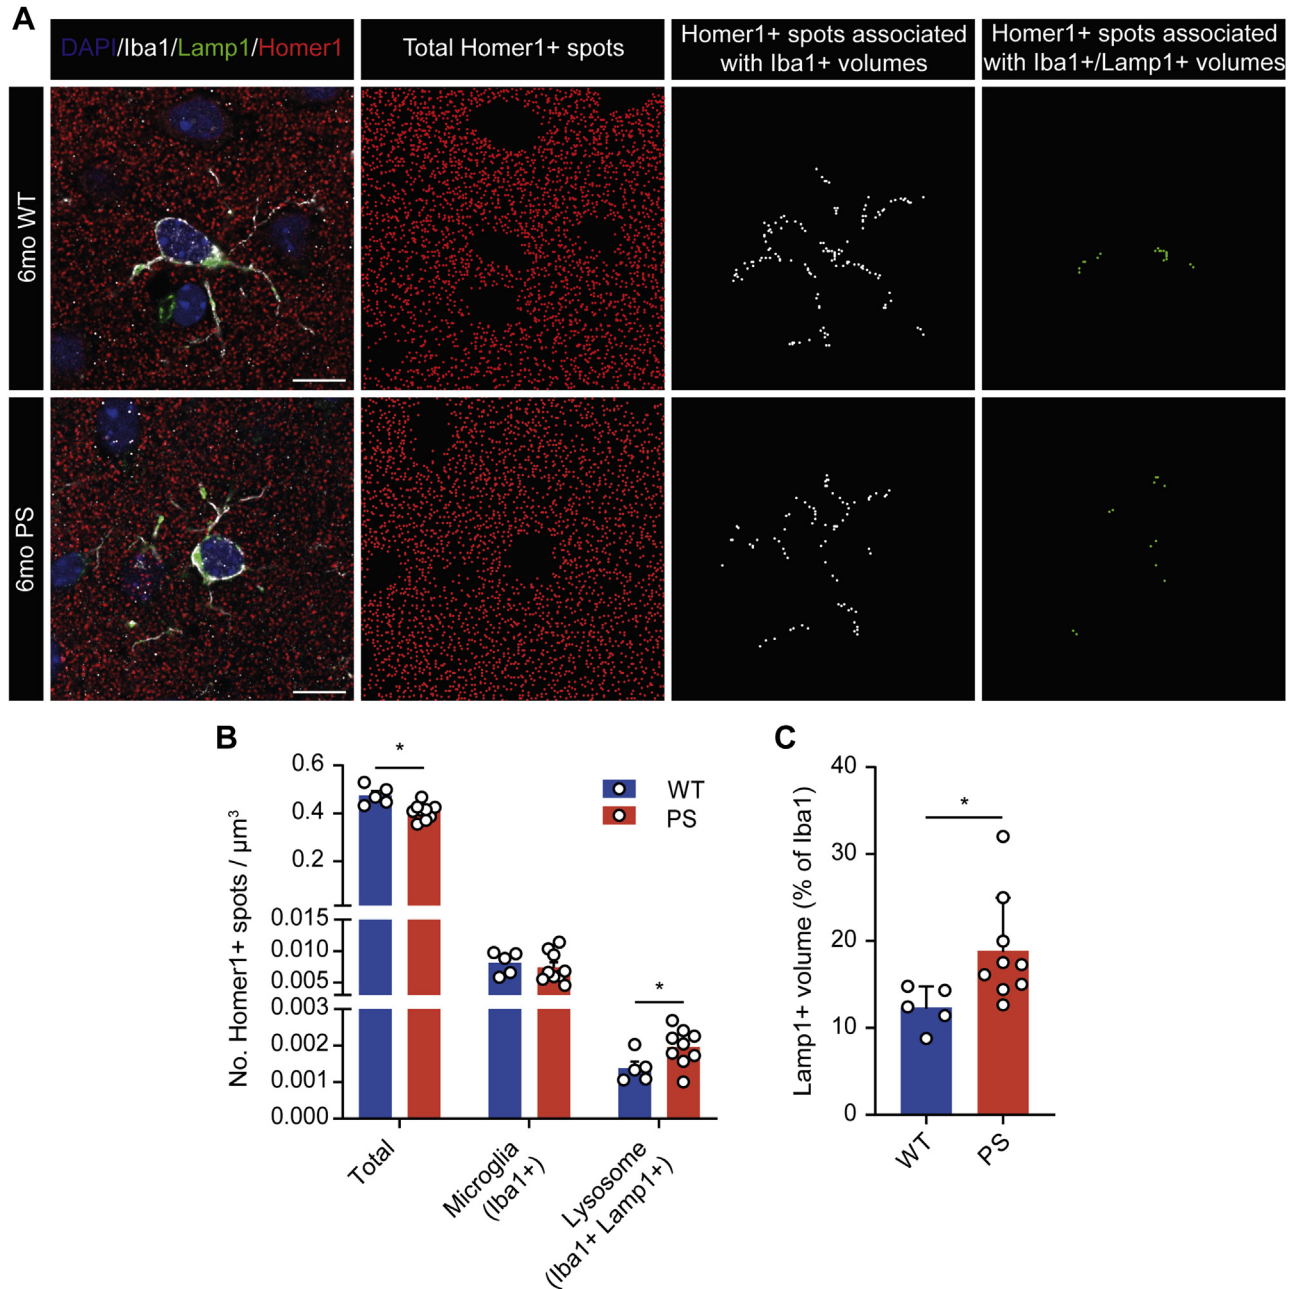 A
DAPI/Iba1/Lamp1/Homer1
Total Homer1+ spots
Homer1+ spots associated
with Iba1+ volumes
Homer1+ spots associated
with Iba1+/Lamp1+ volumes
6mo WT
6mo PS
B
No. Homer1+ spots / µm³
0.6
0.4
0.2
0.015
0.010
0.005
0.003
0.002
0.001
0.000
*
*
WT
PS
Total
Microglia
(Iba1+)
Lysosome
(Iba1+ Lamp1+)
C
Lamp1+ volume (% of Iba1)
40
30
20
10
0
*
WT
PS